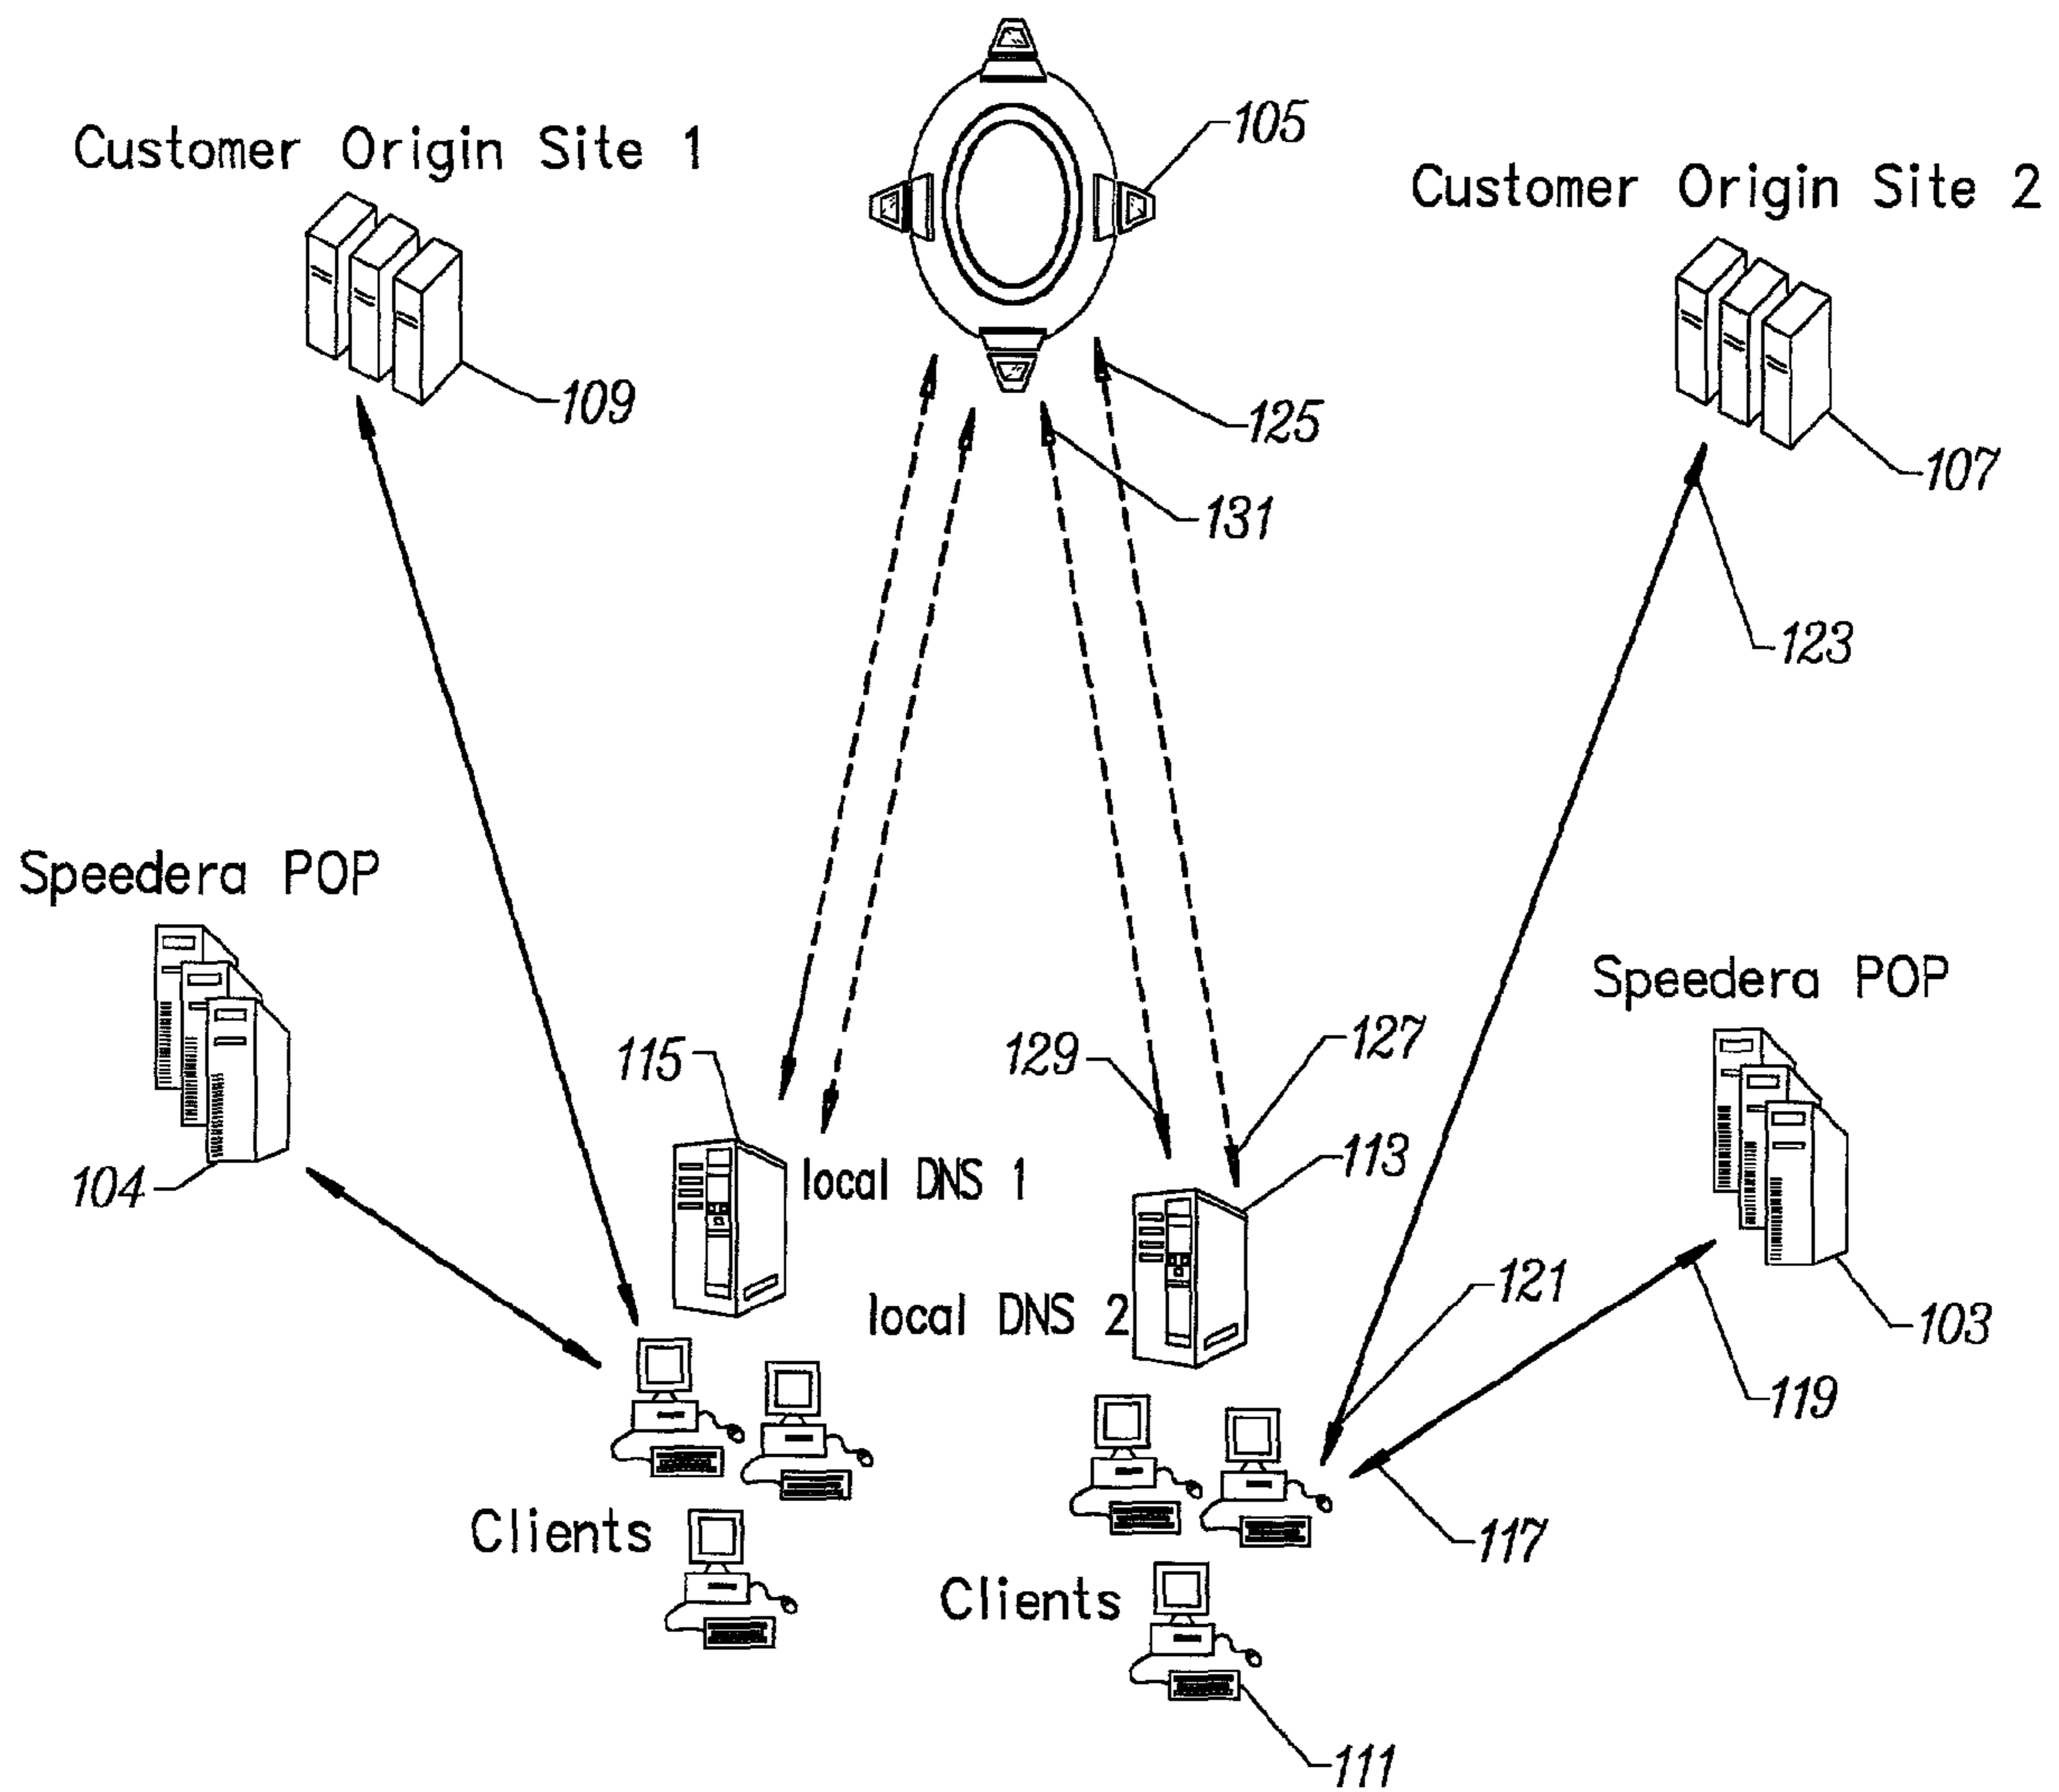 105
Customer Origin Site 1
Customer Origin Site 2
109
125
107
131
123
Speedera POP
Speedera POP
115
129
127
113
104
local DNS 1
121
local DNS 2
103
119
Clients
117
Clients
111